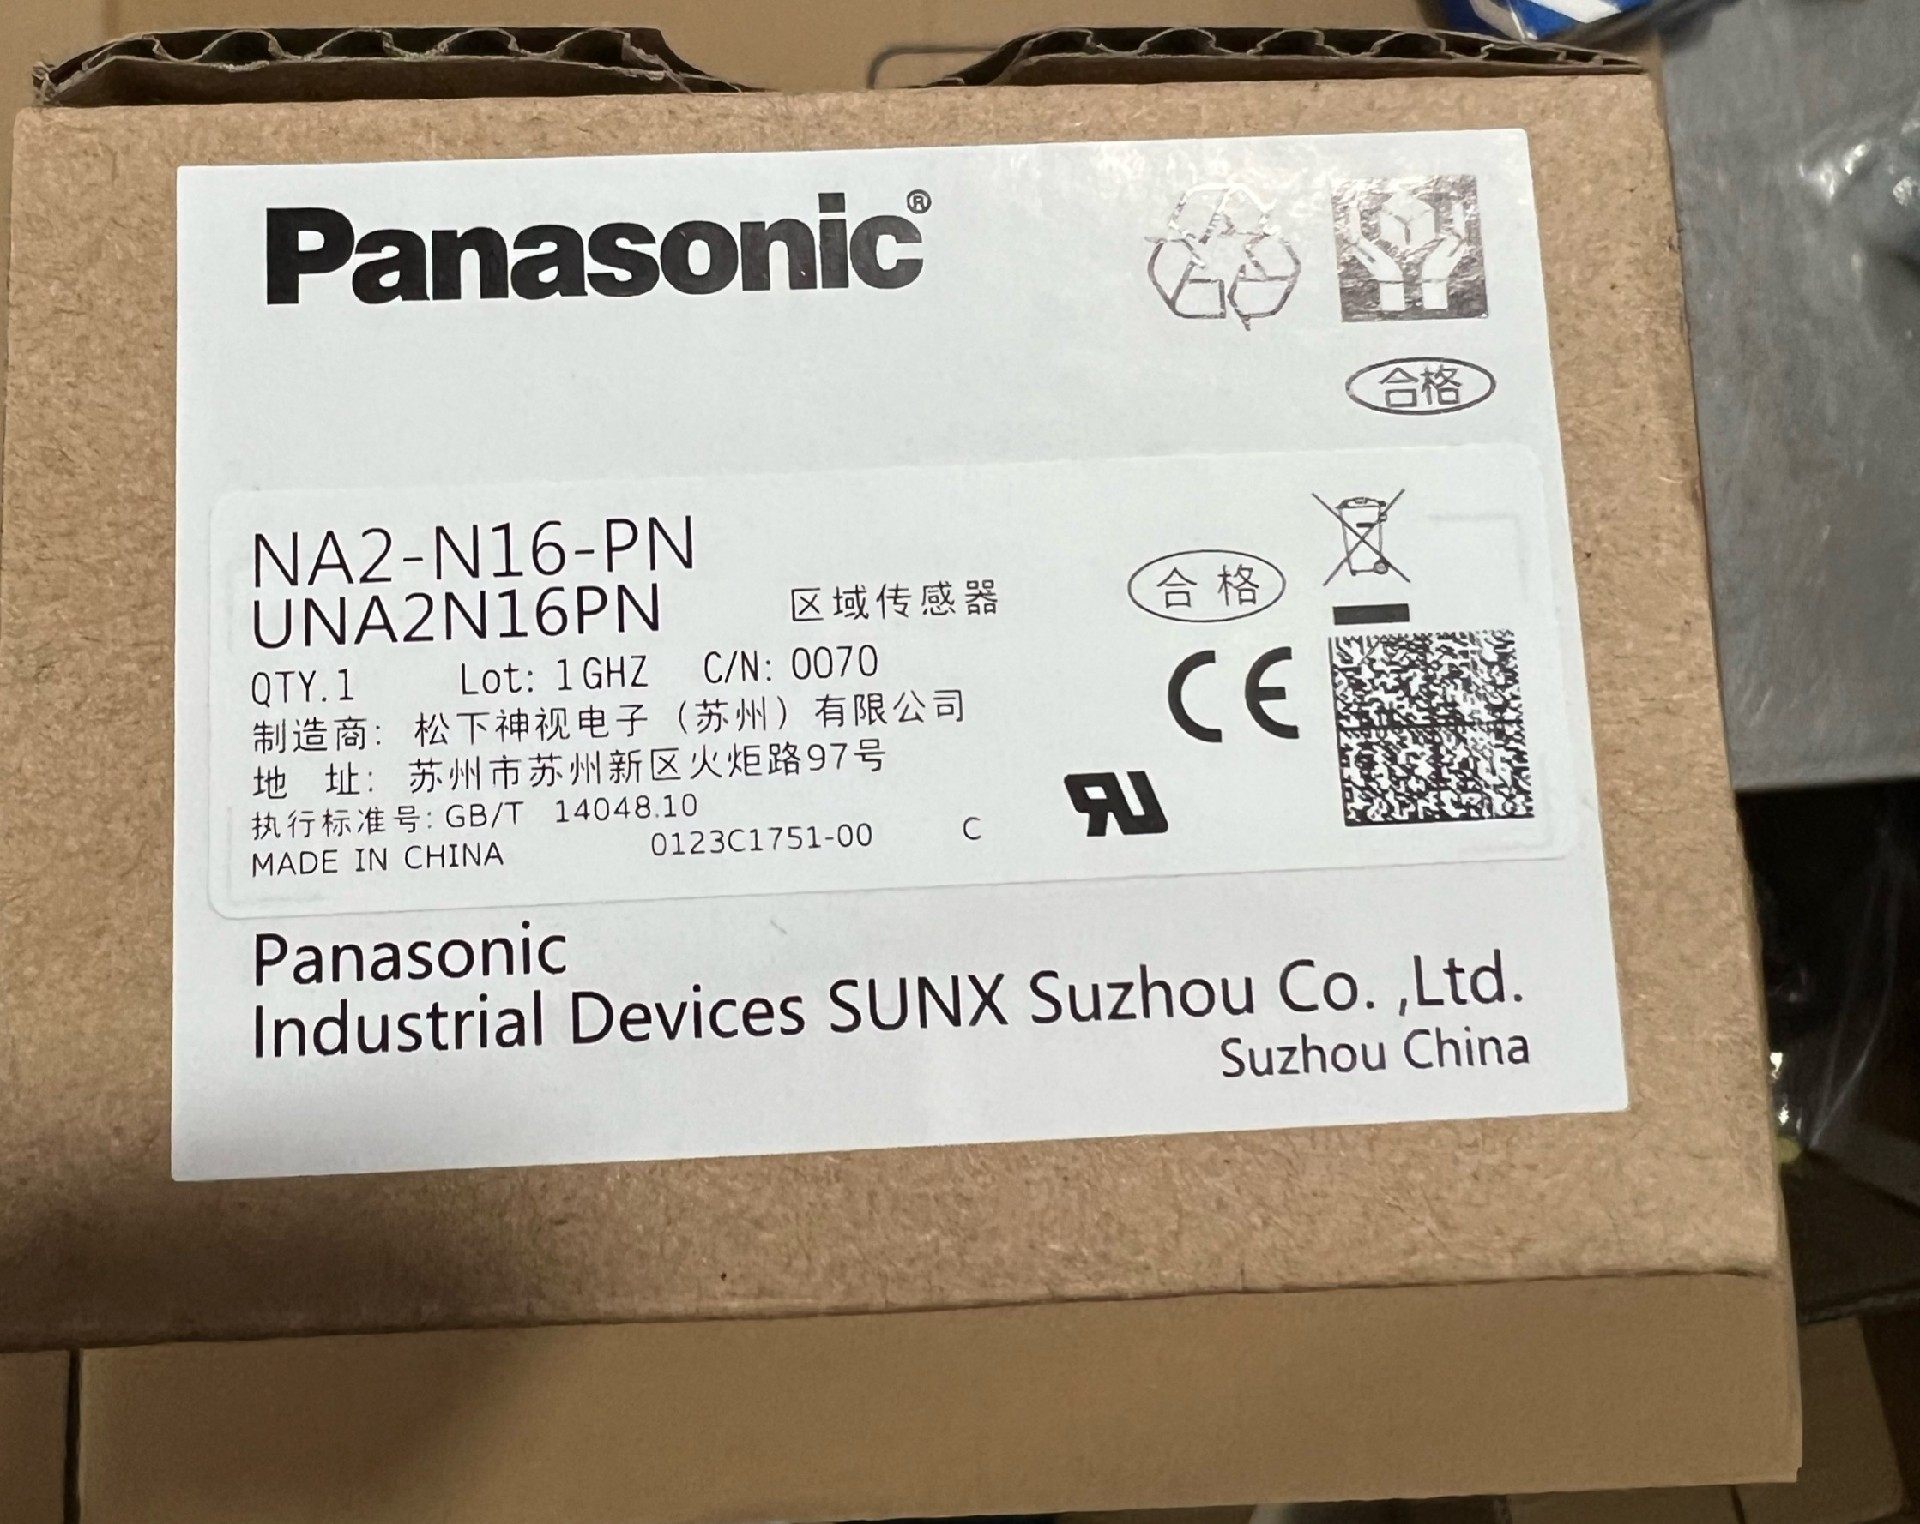 Panasonic®
合格
NA2-N16-PN
UNA2N16PN 区域传感器 合格
QTY.1 Lot: 1GHZ C/N: 0070
CE
制造商: 松下神视电子（苏州）有限公司
地 址: 苏州市苏州新区火炬路97号
执行标准号: GB/T 14048.10
MADE IN CHINA 0123C1751-00 C
Panasonic
Industrial Devices SUNX Suzhou Co. ,Ltd.
Suzhou China